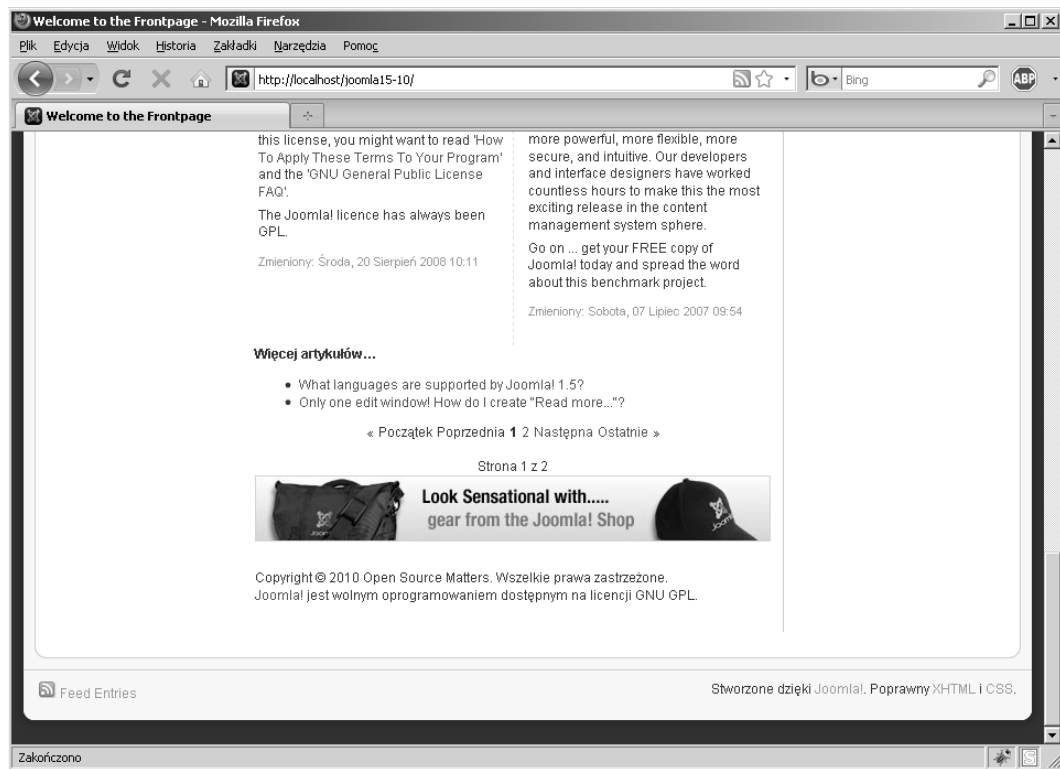 Welcome to the Frontpage - Mozilla Firefox
Plik Edycja Widok Historia Zakładki Narzędzia Pomoc
http://localhost/joomla15-10/
Bing
ABP
Welcome to the Frontpage
this license, you might want to read 'How
To Apply These Terms To Your Program'
and the 'GNU General Public License
FAQ'.
The Joomla! licence has always been
GPL.
Zmieniony: Środa, 20 Sierpień 2008 10:11
more powerful, more flexible, more
secure, and intuitive. Our developers
and interface designers have worked
countless hours to make this the most
exciting release in the content
management system sphere.
Go on ... get your FREE copy of
Joomla! today and spread the word
about this benchmark project.
Zmieniony: Sobota, 07 Lipiec 2007 09:54
Więcej artykułów...
• What languages are supported by Joomla! 1.5?
• Only one edit window! How do I create "Read more..."?
« Początek Poprzednia 1 2 Następna Ostatnie »
Strona 1 z 2
Look Sensational with.....
gear from the Joomla! Shop
Copyright © 2010 Open Source Matters. Wszelkie prawa zastrzeżone.
Joomla! jest wolnym oprogramowaniem dostępnym na licencji GNU GPL.
Feed Entries
Stworzone dzięki Joomla!. Poprawny XHTML i CSS.
Zakończono